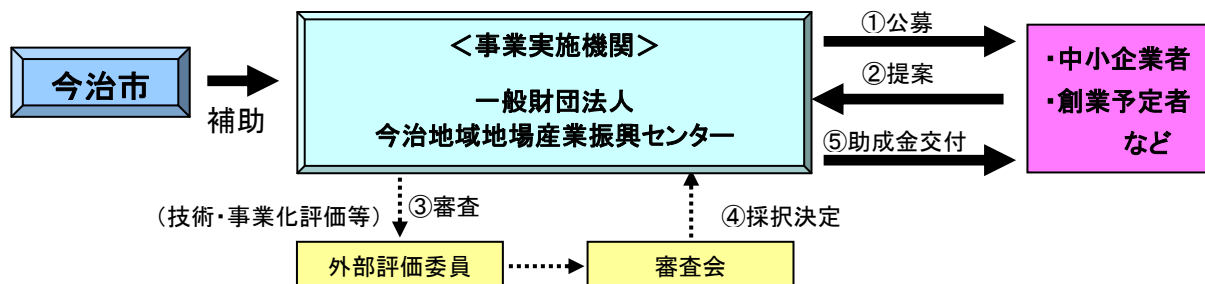 今治市
補助
＜事業実施機関＞
一般財団法人
今治地域地場産業振興センター
①公募
②提案
⑤助成金交付
・中小企業者
・創業予定者
など
（技術・事業化評価等）
③審査
④採択決定
外部評価委員
審査会